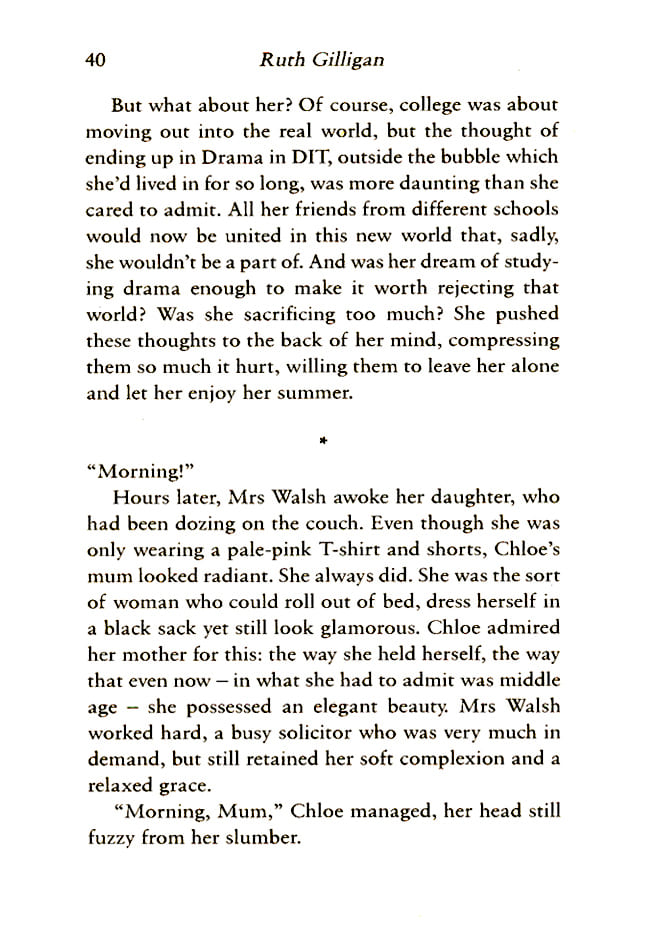 40 Ruth Gilligan
But what about her? Of course, college was about
moving out into the real world, but the thought of
ending up in Drama in DIT, outside the bubble which
she’d lived in for so long, was more daunting than she
cared to admit. All her friends from different schools
would now be united in this new world that, sadly,
she wouldn’t be a part of. And was her dream of study-
ing drama enough to make it worth rejecting that
world? Was she sacrificing too much? She pushed
these thoughts to the back of her mind, compressing
them so much it hurt, willing them to leave her alone
and let her enjoy her summer.
*
“Morning!”
Hours later, Mrs Walsh awoke her daughter, who
had been dozing on the couch. Even though she was
only wearing a pale-pink T-shirt and shorts, Chloe’s
mum looked radiant. She always did. She was the sort
of woman who could roll out of bed, dress herself in
a black sack yet still look glamorous. Chloe admired
her mother for this: the way she held herself, the way
that even now – in what she had to admit was middle
age – she possessed an elegant beauty. Mrs Walsh
worked hard, a busy solicitor who was very much in
demand, but still retained her soft complexion and a
relaxed grace.
“Morning, Mum,” Chloe managed, her head still
fuzzy from her slumber.